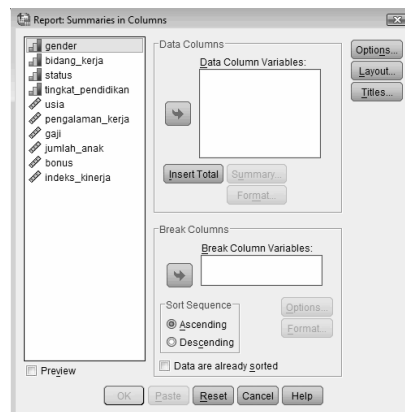 Report: Summaries in Columns
gender
bidang_kerja
status
tingkat_pendidikan
usia
pengalaman_kerja
gaji
jumlah_anak
bonus
indeks_kinerja
Preview
Data Columns
Data Column Variables:
Insert Total
Summary...
Format...
Break Columns
Break Column Variables:
Sort Sequence
Ascending
Descending
Options...
Format...
Data are already sorted
Options...
Layout...
Titles...
OK
Paste
Reset
Cancel
Help